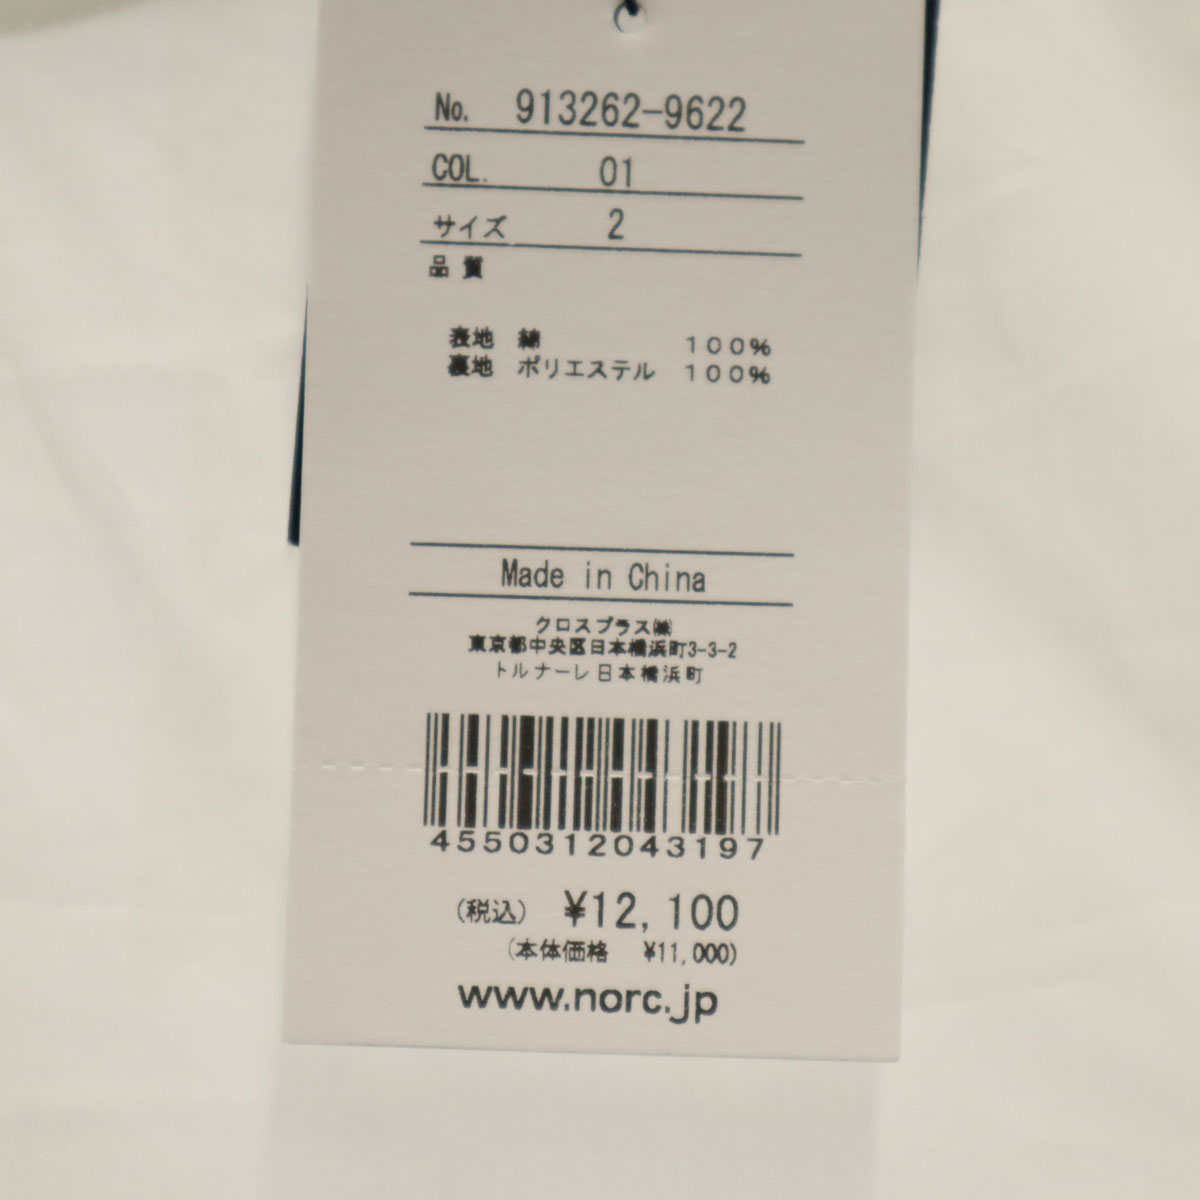 No. 913262-9622
COL. 01
サイズ 2
品 質
表地 綿 100%
裏地 ポリエステル 100%
Made in China
クロスプラス㈱
東京都中央区日本橋浜町3-3-2
トルナーレ日本橋浜町
4550312043197
(税込) ¥12,100
(本体価格 ¥11,000)
www.norc.jp